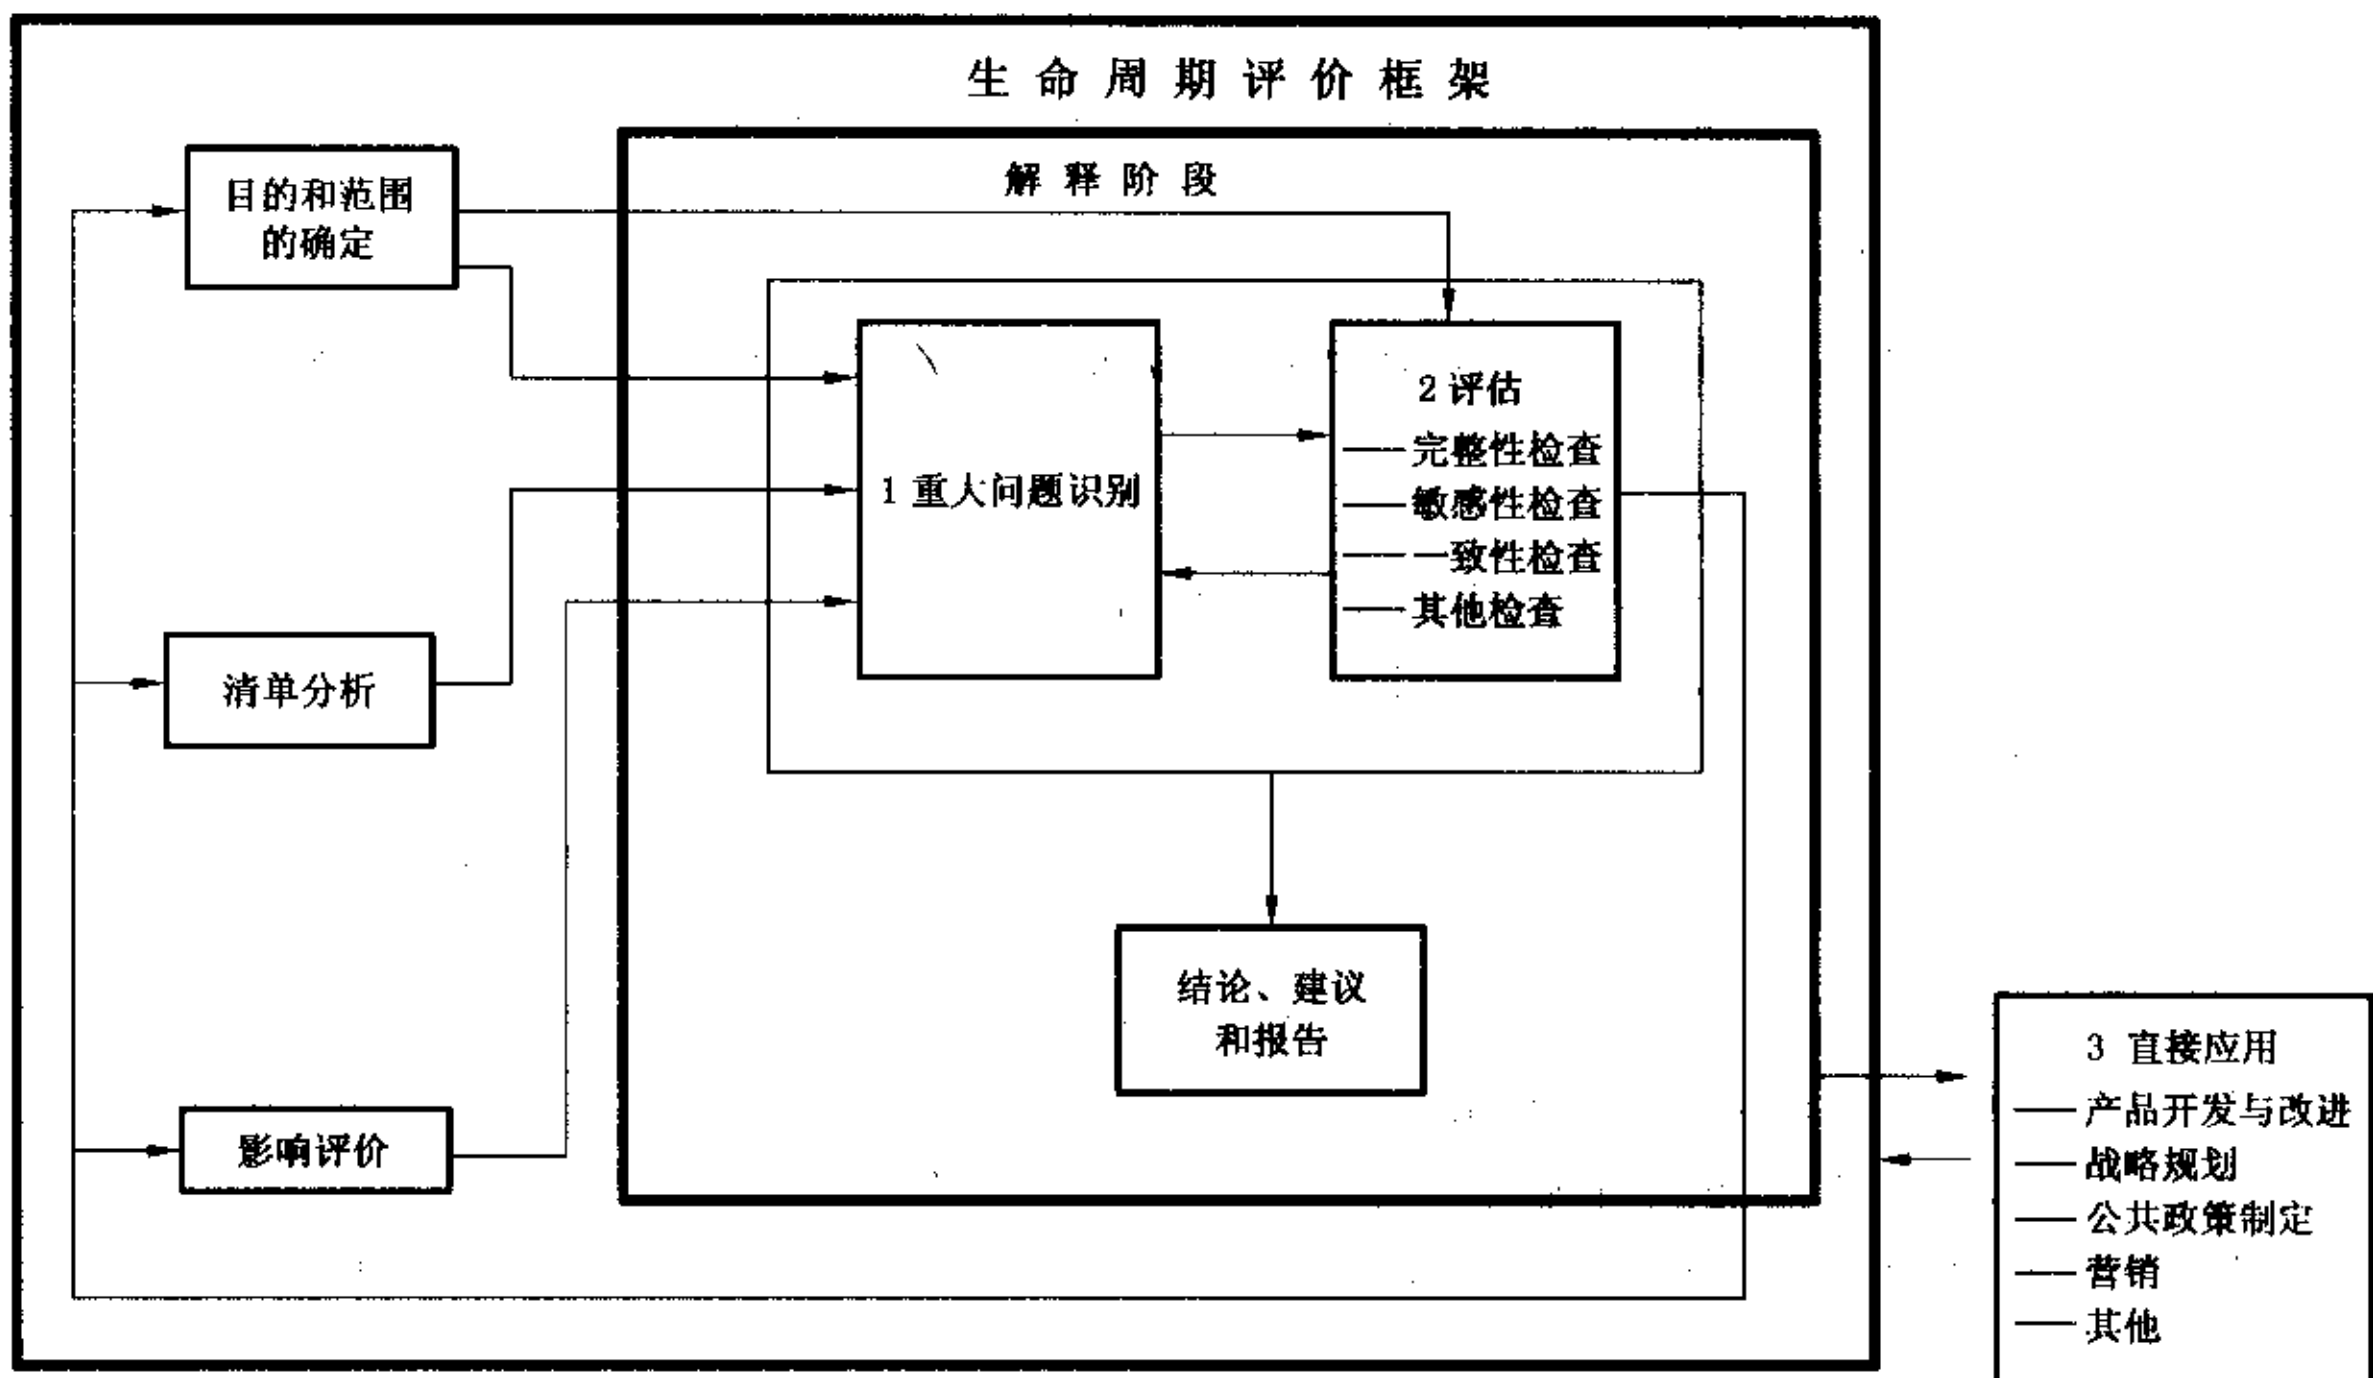 生命周期评价框架
解释阶段
目的和范围
的确定
1 重大问题识别
2 评估
——完整性检查
——敏感性检查
——一致性检查
——其他检查
清单分析
影响评价
结论、建议
和报告
3 直接应用
——产品开发与改进
——战略规划
——公共政策制定
——营销
——其他